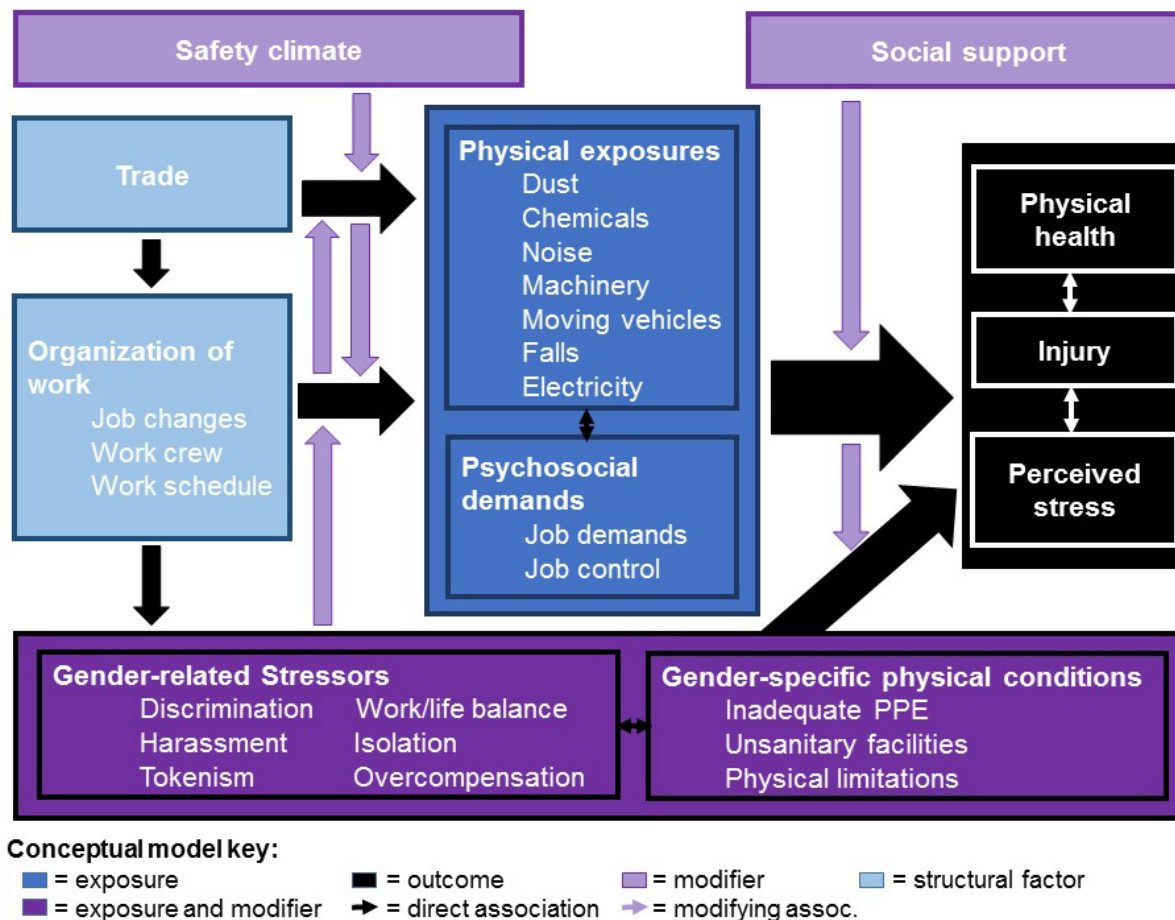 Safety climate
Social support
Trade
Organization of
work
Job changes
Work crew
Work schedule
Physical exposures
Dust
Chemicals
Noise
Machinery
Moving vehicles
Falls
Electricity
Psychosocial
demands
Job demands
Job control
Physical
health
Injury
Perceived
stress
Gender-related Stressors
Discrimination Work/life balance
Harassment Isolation
Tokenism Overcompensation
Gender-specific physical conditions
Inadequate PPE
Unsanitary facilities
Physical limitations
Conceptual model key:
= exposure = outcome = modifier = structural factor
= exposure and modifier = direct association = modifying assoc.